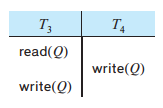 T₃ T₄
read(Q)
write(Q)
write(Q)